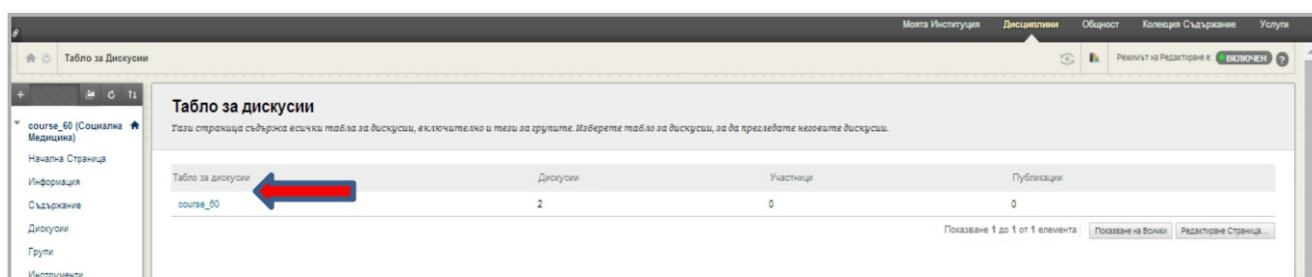 Моята Институция Дисциплини Общност Колекция Съдържание Услуги
Табло за Дискусии Режимът на Редактиране е: ВКЛЮЧЕН ?
Табло за дискусии
Тази страница съдържа всички табла за дискусии, включително и тези за групите. Изберете табло за дискусии, за да прегледате неговите дискусии.
course_60 (Социална
Медицина)
Начална Страница
Информация
Съдържание
Дискусии
Групи
Инструменти
Табло за дискусии Дискусии Участници Публикации
course_60 2 0 0
Показване 1 до 1 от 1 елемента Показване на Всички Редактиране Страница...